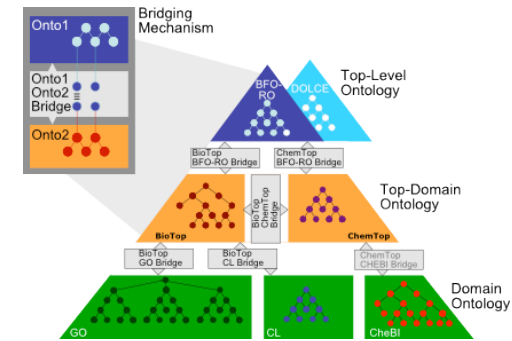 Bridging
Mechanism
Onto1
Onto1
Onto2
Bridge
Onto2
BFO-
RO
DOLCE
Top-Level
Ontology
BioTop
BFO-RO Bridge
ChemTop
BFO-RO Bridge
BioTop
ChemTop
Bridge
Top-Domain
Ontology
BioTop
ChemTop
BioTop
GO Bridge
BioTop
CL Bridge
ChemTop
CHEBI Bridge
Domain
Ontology
GO
CL
CheBI